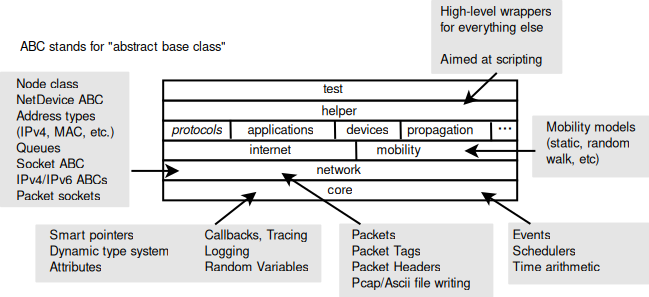 High-level wrappers
for everything else
Aimed at scripting
ABC stands for "abstract base class"
Node class
NetDevice ABC
Address types
(IPv4, MAC, etc.)
Queues
Socket ABC
IPv4/IPv6 ABCs
Packet sockets
test
helper
protocols applications devices propagation ...
internet mobility
network
core
Mobility models
(static, random
walk, etc)
Smart pointers
Dynamic type system
Attributes
Callbacks, Tracing
Logging
Random Variables
Packets
Packet Tags
Packet Headers
Pcap/Ascii file writing
Events
Schedulers
Time arithmetic